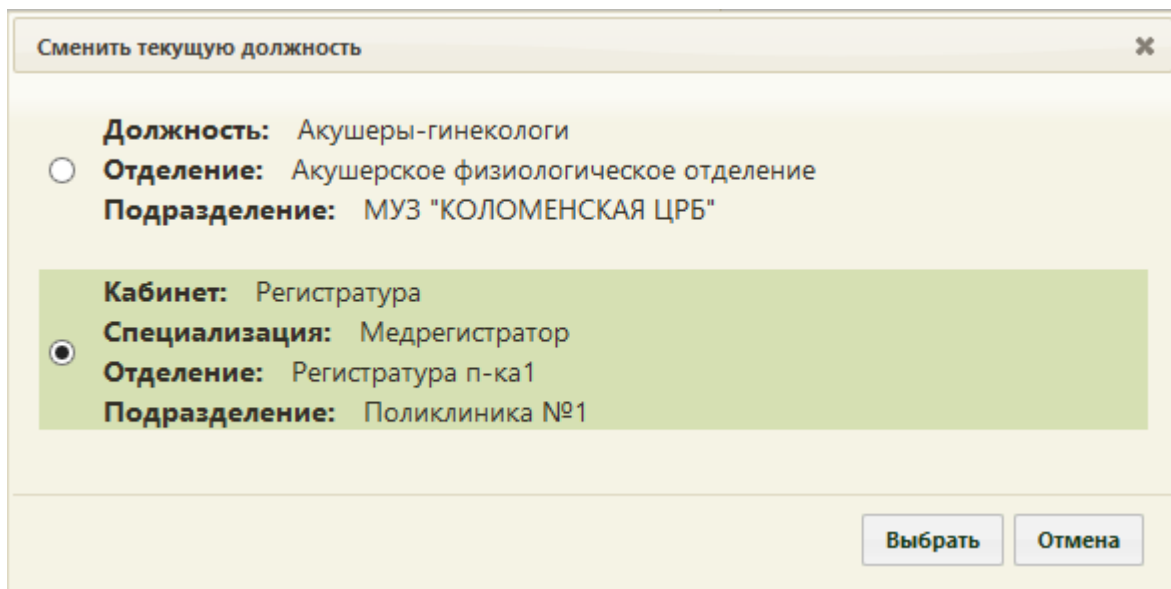 Сменить текущую должность
Должность: Акушеры-гинекологи
Отделение: Акушерское физиологическое отделение
Подразделение: МУЗ "КОЛОМЕНСКАЯ ЦРБ"
Кабинет: Регистратура
Специализация: Медрегистратор
Отделение: Регистратура п-ка1
Подразделение: Поликлиника №1
Выбрать Отмена